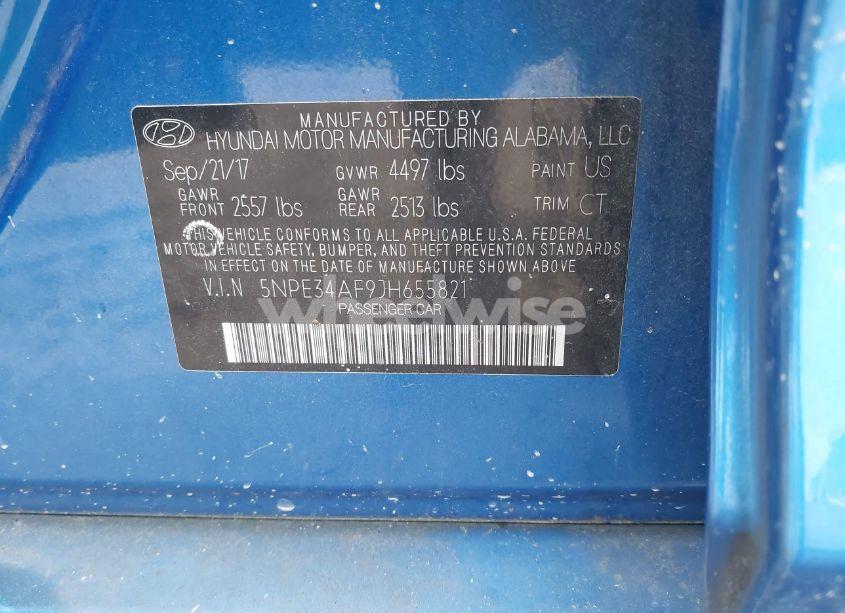 MANUFACTURED BY
HYUNDAI MOTOR MANUFACTURING ALABAMA, LLC
Sep/21/17 GVWR 4497 lbs PAINT US
GAWR FRONT 2557 lbs GAWR REAR 2513 lbs TRIM CT
THIS VEHICLE CONFORMS TO ALL APPLICABLE U.S.A. FEDERAL
MOTOR VEHICLE SAFETY, BUMPER, AND THEFT PREVENTION STANDARDS
IN EFFECT ON THE DATE OF MANUFACTURE SHOWN ABOVE.
V.I.N 5NPE34AF9JH655821
PASSENGER CAR
wheelwise